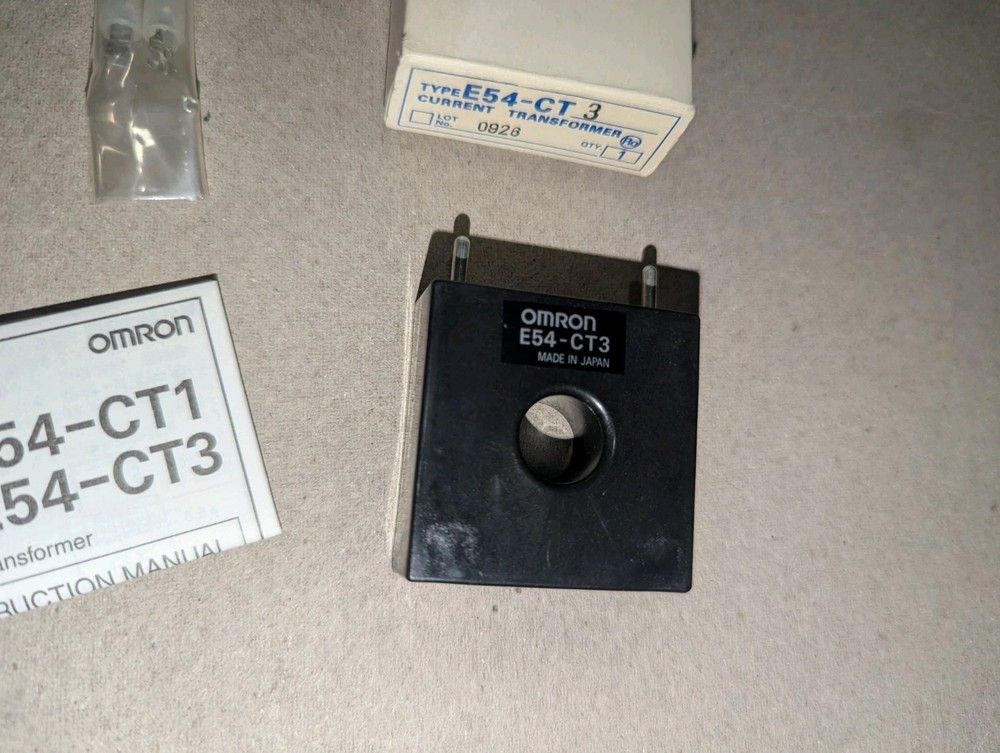 TYPE E54-CT 3
CURRENT TRANSFORMER
LOT No. 0926
QTY. 1
OMRON
E54-CT3
MADE IN JAPAN
OMRON
54-CT1
54-CT3
nsformer
RUCTION MANUAL